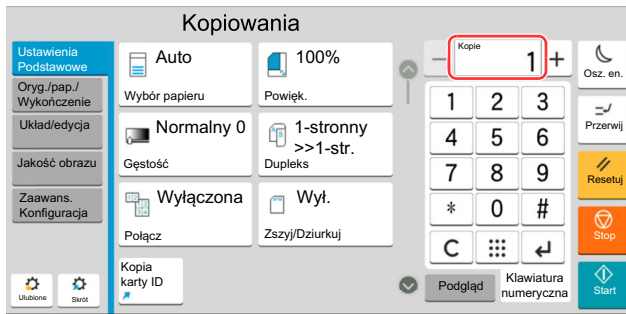 Kopiowania
Ustawienia
Podstawowe
Oryg./pap./
Wykończenie
Układ/edycja
Jakość obrazu
Zaawans.
Konfiguracja
Ulubione
Skrót
Auto
Wybór papieru
100%
Powięk.
Normalny 0
Gęstość
1-stronny
>>1-str.
Dupleks
Wyłączona
Połącz
Wył.
Zszyj/Dziurkuj
Kopia
karty ID
Kopie
− 1 +
1 2 3
4 5 6
7 8 9
* 0 #
C
Podgląd
Klawiatura
numeryczna
Osz. en.
Przerwij
Resetuj
Stop
Start